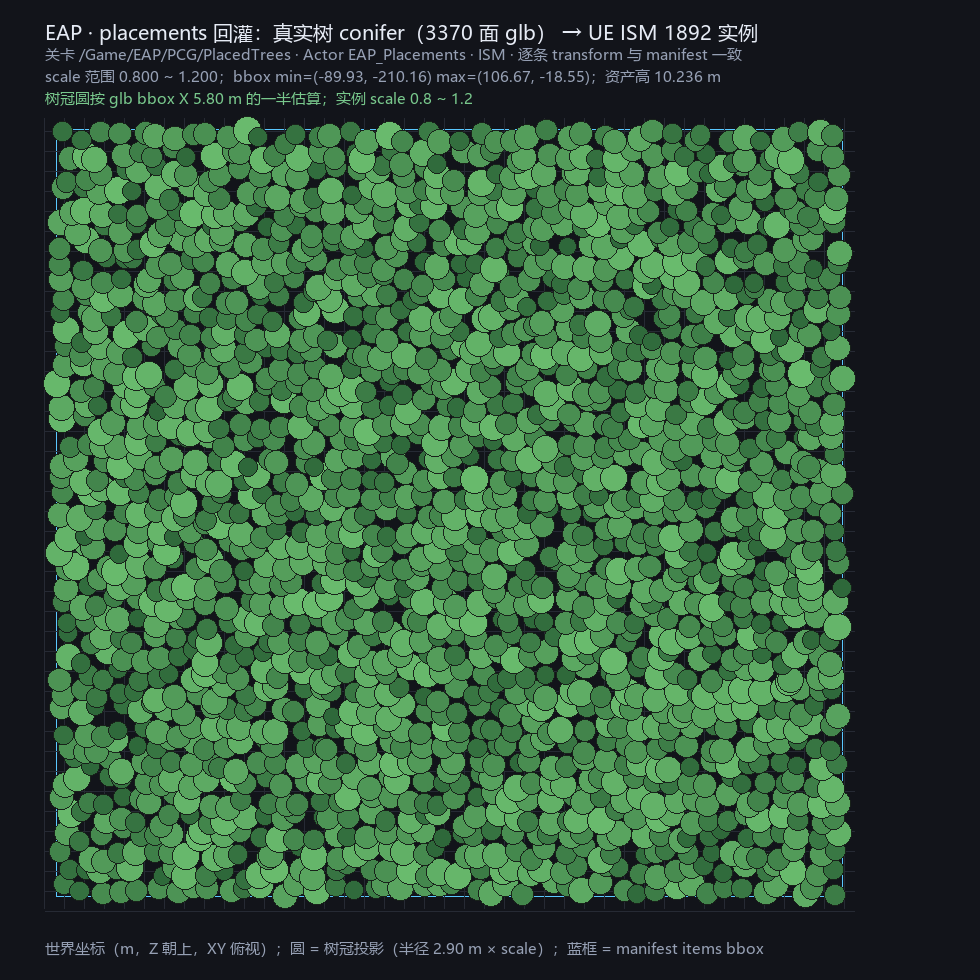 EAP · placements 回灌：真实树 conifer（3370 面 glb） → UE ISM 1892 实例
关卡 /Game/EAP/PCG/PlacedTrees · Actor EAP_Placements · ISM · 逐条 transform 与 manifest 一致
scale 范围 0.800 ~ 1.200；bbox min=(-89.93, -210.16) max=(106.67, -18.55)；资产高 10.236 m
树冠圆按 glb bbox X 5.80 m 的一半估算；实例 scale 0.8 ~ 1.2
世界坐标（m，Z 朝上，XY 俯视）；圆 = 树冠投影（半径 2.90 m × scale）；蓝框 = manifest items bbox